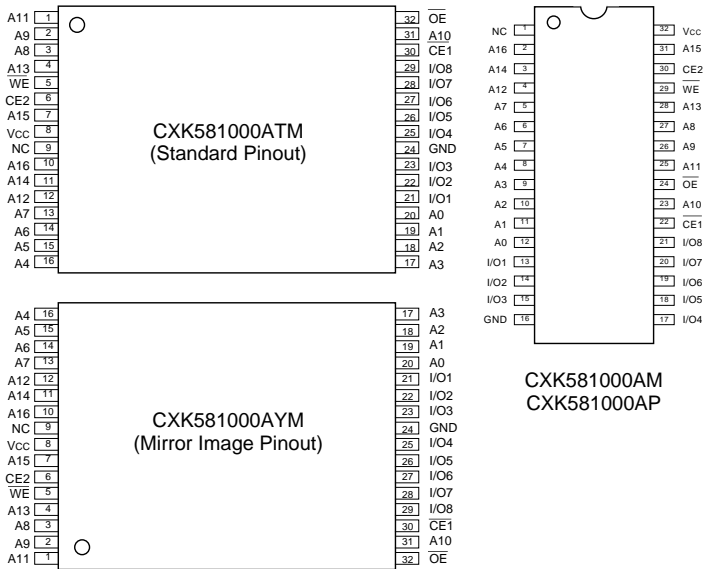 A11 1 32 O̅E̅
A9 2 31 A10
A8 3 30 C̅E̅1̅
A13 4 29 I/O8
W̅E̅ 5 28 I/O7
CE2 6 27 I/O6
A15 7 26 I/O5
Vcc 8 25 I/O4
NC 9 24 GND
A16 10 23 I/O3
A14 11 22 I/O2
A12 12 21 I/O1
A7 13 20 A0
A6 14 19 A1
A5 15 18 A2
A4 16 17 A3
CXK581000ATM
(Standard Pinout)
NC 1 32 Vcc
A16 2 31 A15
A14 3 30 CE2
A12 4 29 W̅E̅
A7 5 28 A13
A6 6 27 A8
A5 7 26 A9
A4 8 25 A11
A3 9 24 O̅E̅
A2 10 23 A10
A1 11 22 C̅E̅1̅
A0 12 21 I/O8
I/O1 13 20 I/O7
I/O2 14 19 I/O6
I/O3 15 18 I/O5
GND 16 17 I/O4
CXK581000AM
CXK581000AP
A4 16 17 A3
A5 15 18 A2
A6 14 19 A1
A7 13 20 A0
A12 12 21 I/O1
A14 11 22 I/O2
A16 10 23 I/O3
NC 9 24 GND
Vcc 8 25 I/O4
A15 7 26 I/O5
CE2 6 27 I/O6
W̅E̅ 5 28 I/O7
A13 4 29 I/O8
A8 3 30 C̅E̅1̅
A9 2 31 A10
A11 1 32 O̅E̅
CXK581000AYM
(Mirror Image Pinout)